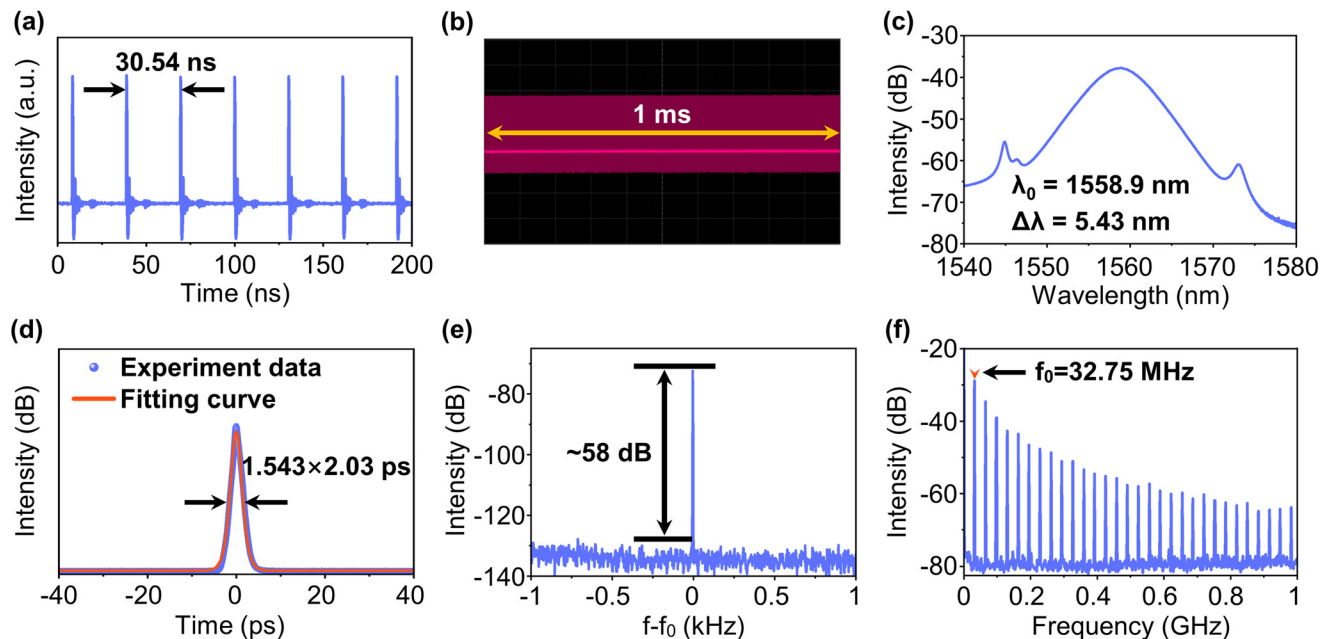 (a)
30.54 ns
Intensity (a.u.)
0 50 100 150 200
Time (ns)
(b)
1 ms
(c)
-30
-40
-50
-60
-70
-80
Intensity (dB)
λ0 = 1558.9 nm
Δλ = 5.43 nm
1540 1550 1560 1570 1580
Wavelength (nm)
(d)
Experiment data
Fitting curve
1.543×2.03 ps
Intensity (dB)
-40 -20 0 20 40
Time (ps)
(e)
-80
-100
-120
-140
Intensity (dB)
~58 dB
-1 -0.5 0 0.5 1
f-f0 (kHz)
(f)
-20
-40
-60
-80
Intensity (dB)
f0=32.75 MHz
0 0.2 0.4 0.6 0.8 1
Frequency (GHz)